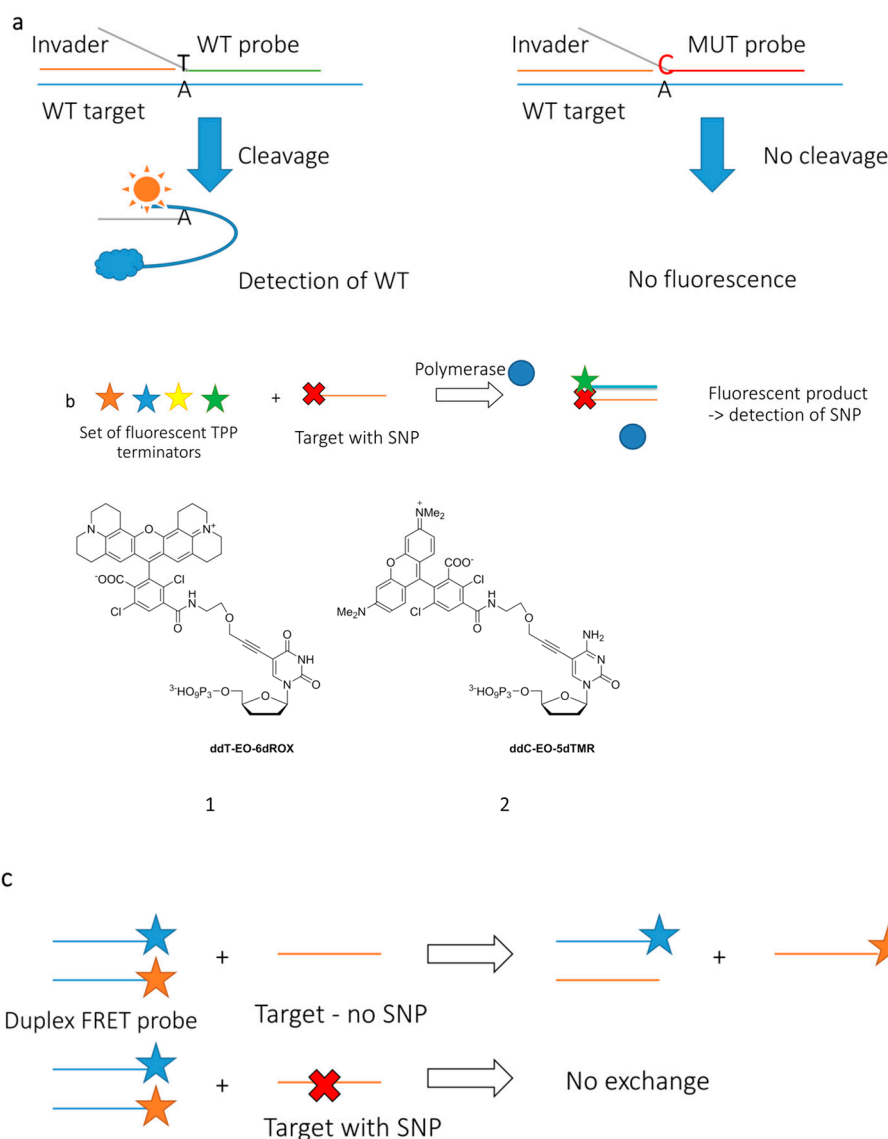 a
Invader T WT probe
A
WT target
Cleavage
A
Detection of WT
Invader C MUT probe
A
WT target
No cleavage
No fluorescence
b
Set of fluorescent TPP
terminators
+
Target with SNP
Polymerase
Fluorescent product
-> detection of SNP
N O N+
-OOC Cl
Cl
O
H
N
O
O
NH
N O
3-HO9P3-O
O
ddT-EO-6dROX
1
+
NMe2
O
COO-
Cl
NMe2
Cl
O
H
N
O
NH2
N
N O
3-HO9P3-O
O
ddC-EO-5dTMR
2
c
+
+
Duplex FRET probe
Target - no SNP
+
No exchange
Target with SNP